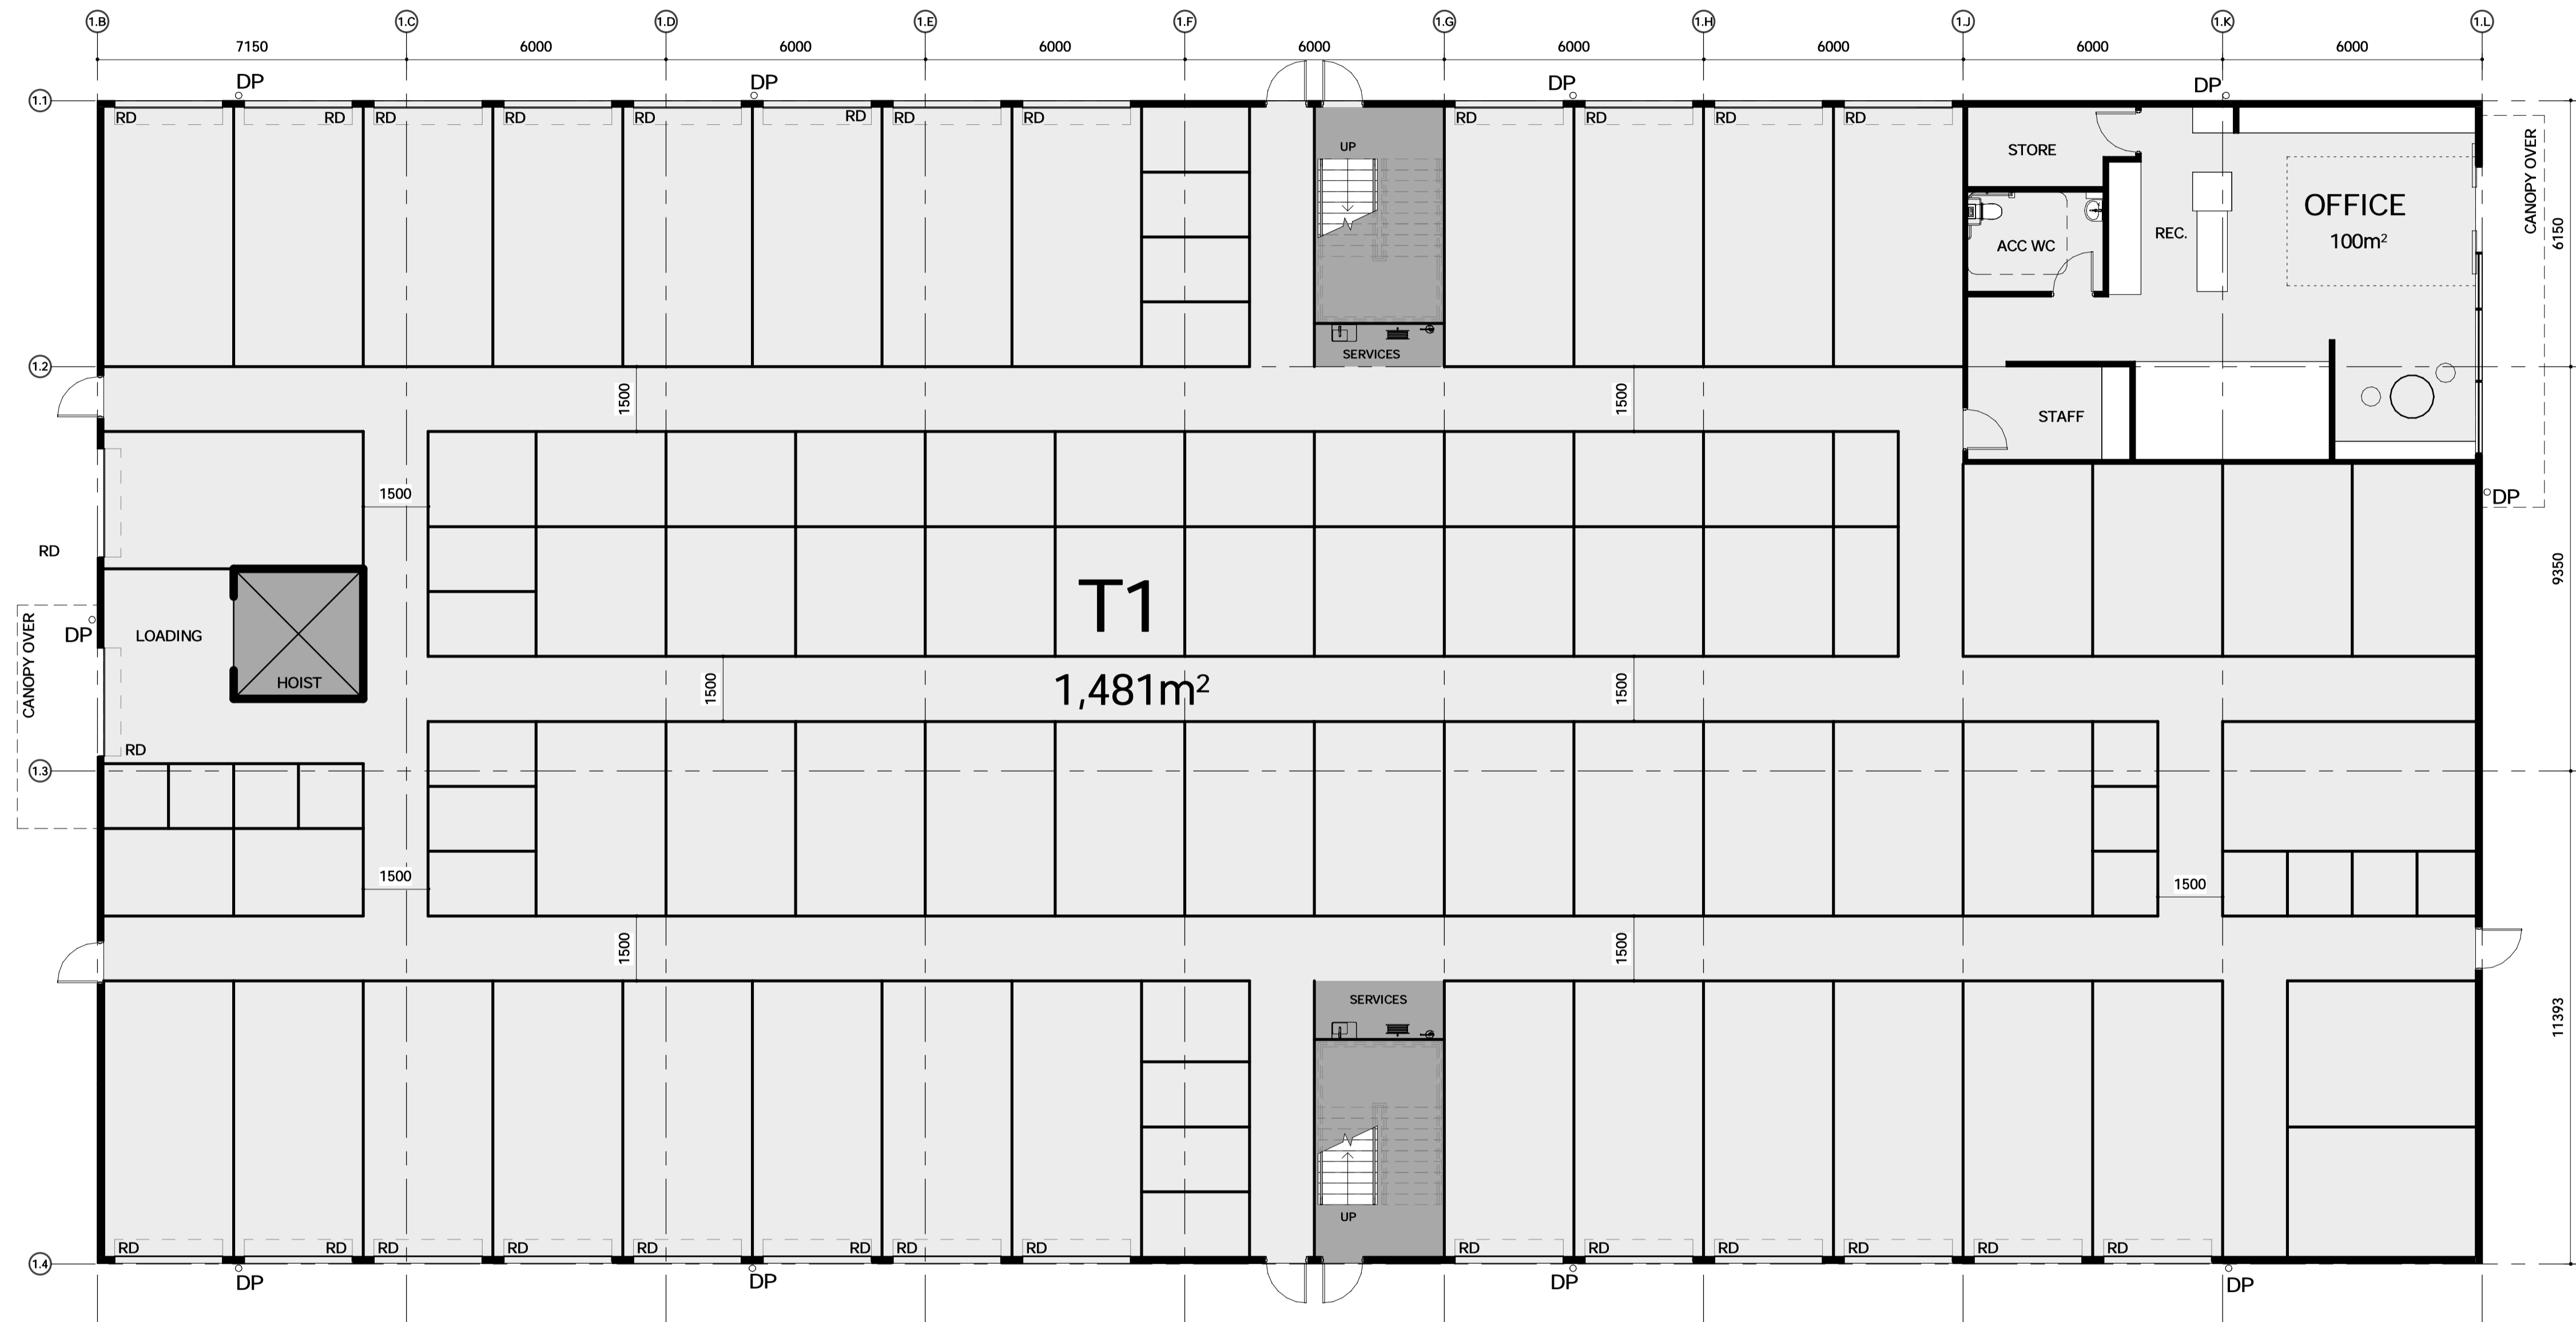 1.B 1.C 1.D 1.E 1.F 1.G 1.H 1.J 1.K 1.L
7150 6000 6000 6000 6000 6000 6000 6000 6000
DP DP DP DP
1.1
RD RD RD RD RD RD RD RD RD RD RD RD
UP
STORE
CANOPY OVER
OFFICE
100m²
6150
REC.
ACC WC
SERVICES
1.2
1500 1500
STAFF
1500
DP
RD
9350
T1
LOADING
DP
CANOPY OVER
HOIST
1500 1500
1,481m²
RD
1.3
1500
1500
1500 1500
SERVICES
11393
UP
RD RD RD RD RD RD RD RD RD RD RD RD RD RD
1.4
DP DP DP DP